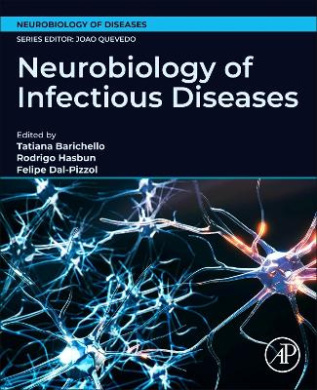 NEUROBIOLOGY OF DISEASES
SERIES EDITOR: JOAO QUEVEDO
Neurobiology of
Infectious Diseases
Edited by
Tatiana Barichello
Rodrigo Hasbun
Felipe Dal-Pizzol
AP